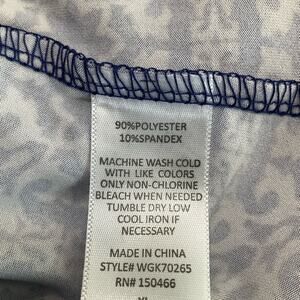 90%POLYESTER
10%SPANDEX
MACHINE WASH COLD
WITH LIKE COLORS
ONLY NON-CHLORINE
BLEACH WHEN NEEDED
TUMBLE DRY LOW
COOL IRON IF
NECESSARY
MADE IN CHINA
STYLE# WGK70265
RN# 150466
XL